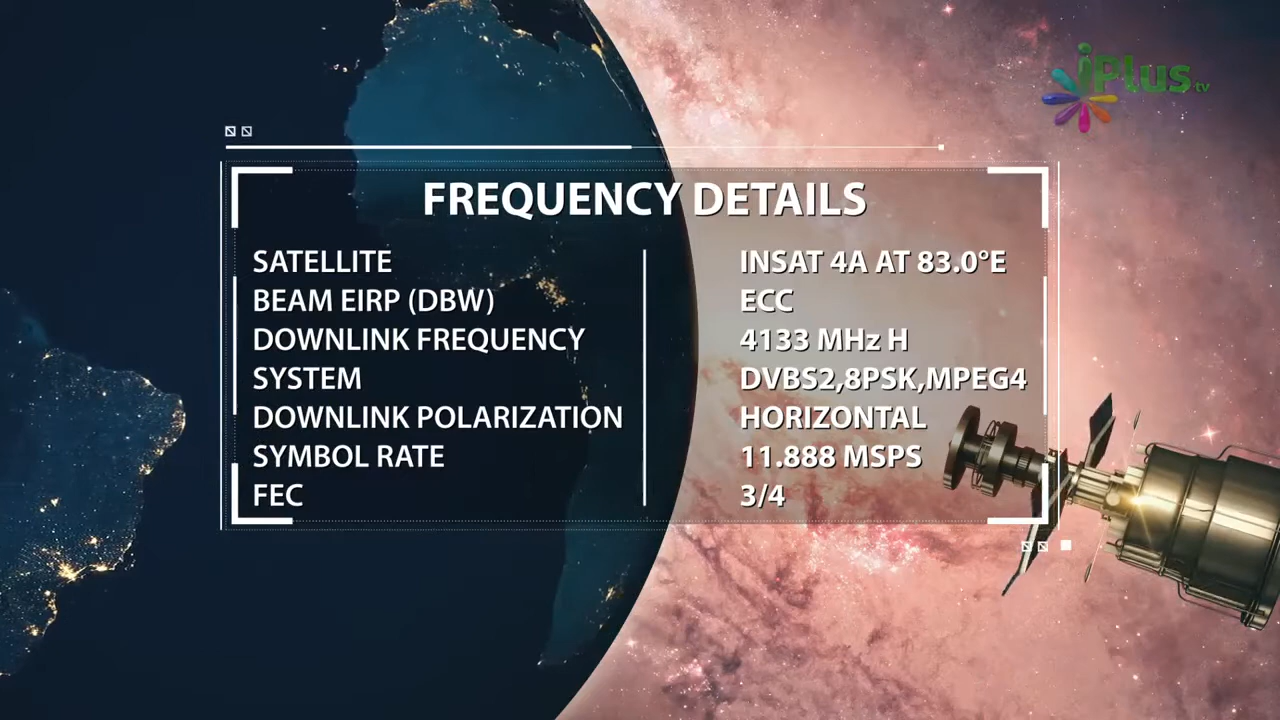 iPlus tv
FREQUENCY DETAILS
SATELLITE INSAT 4A AT 83.0°E
BEAM EIRP (DBW) ECC
DOWNLINK FREQUENCY 4133 MHz H
SYSTEM DVBS2,8PSK,MPEG4
DOWNLINK POLARIZATION HORIZONTAL
SYMBOL RATE 11.888 MSPS
FEC 3/4